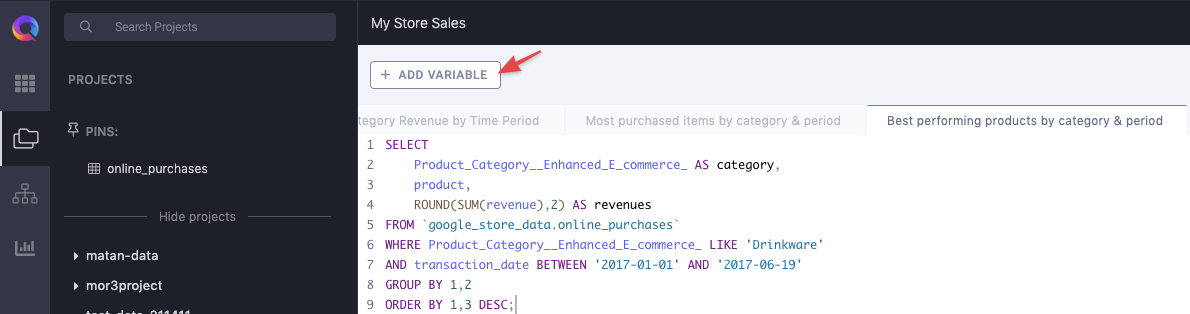 Search Projects
PROJECTS
PINS:
online_purchases
Hide projects
matan-data
mor3project
My Store Sales
+ ADD VARIABLE
tegory Revenue by Time Period
Most purchased items by category & period
Best performing products by category & period
1 SELECT
2 Product_Category__Enhanced_E_commerce_ AS category,
3 product,
4 ROUND(SUM(revenue),2) AS revenues
5 FROM `google_store_data.online_purchases`
6 WHERE Product_Category__Enhanced_E_commerce_ LIKE 'Drinkware'
7 AND transaction_date BETWEEN '2017-01-01' AND '2017-06-19'
8 GROUP BY 1,2
9 ORDER BY 1,3 DESC;